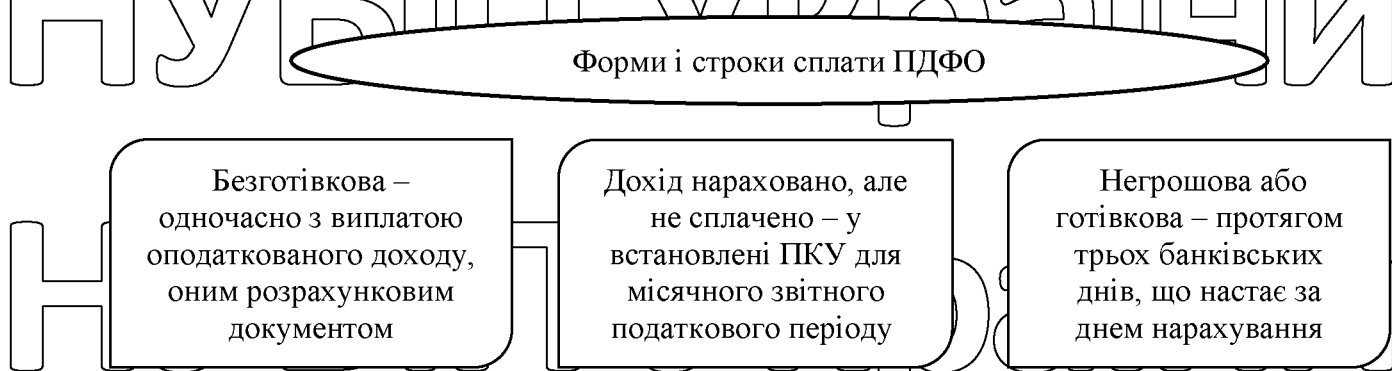 Форми і строки сплати ПДФО
Безготівкова –
одночасно з виплатою
оподаткованого доходу,
оним розрахунковим
документом
Дохід нараховано, але
не сплачено – у
встановлені ПКУ для
місячного звітного
податкового періоду
Негрошова або
готівкова – протягом
трьох банківських
днів, що настає за
днем нарахування